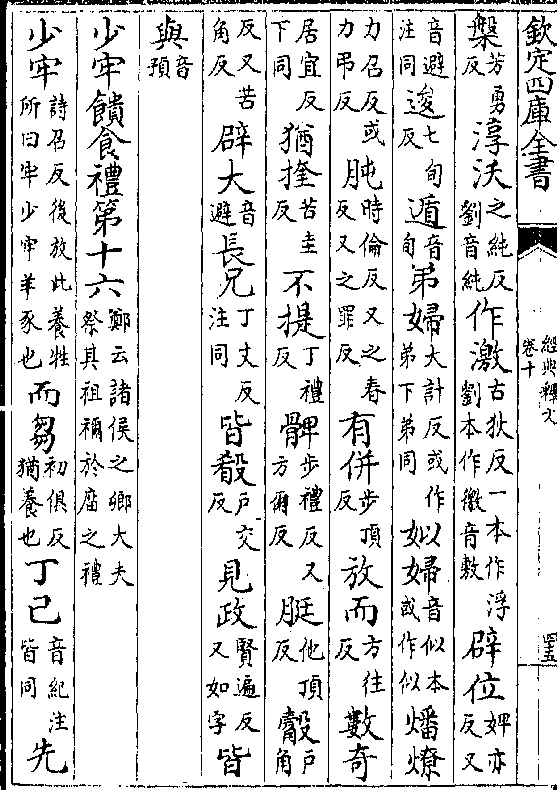 欽定四庫全書
經典釋文
卷十
四五
槃芳勇反淳沃之純反劉音純作激古狄反一本作浮劉本作徼音敷辟位婢亦反又
音避注同逡七旬反遁音旬弟婦大計反或作弟下弟同姒婦音似本或作似燔燎
力召反或力弔反肫時倫反又之春反又之罪反有併步頂反放而方往反數奇
居宜反下同猶㨒苦圭反不提丁禮反髀步禮反又方爾反脡他頂反觳戶角
反又苦角反辟大音避長兄丁丈反注同皆殽戶交反見政賢遍反又如字皆
與音預
少牢饋食禮第十六鄭云諸侯之卿大夫祭其祖禰於廟之禮
少牢詩召反後放此養牲所曰牢少牢羊豕也而芻初俱反猶養也丁己音紀注皆同先